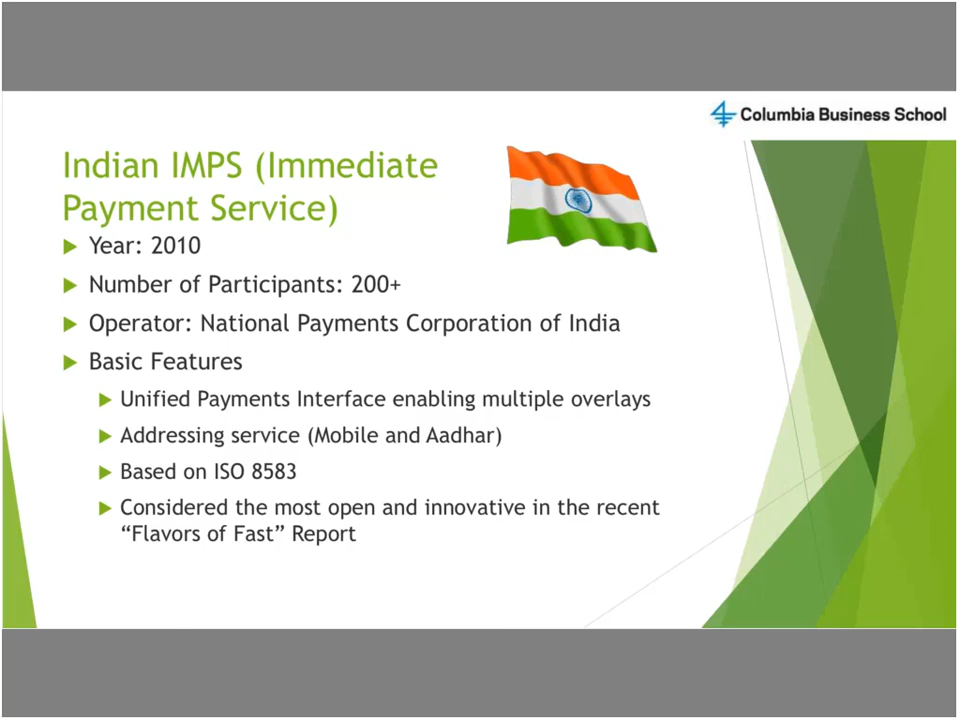 Columbia Business School
Indian IMPS (Immediate
Payment Service)
Year: 2010
Number of Participants: 200+
Operator: National Payments Corporation of India
Basic Features
Unified Payments Interface enabling multiple overlays
Addressing service (Mobile and Aadhar)
Based on ISO 8583
Considered the most open and innovative in the recent
“Flavors of Fast” Report